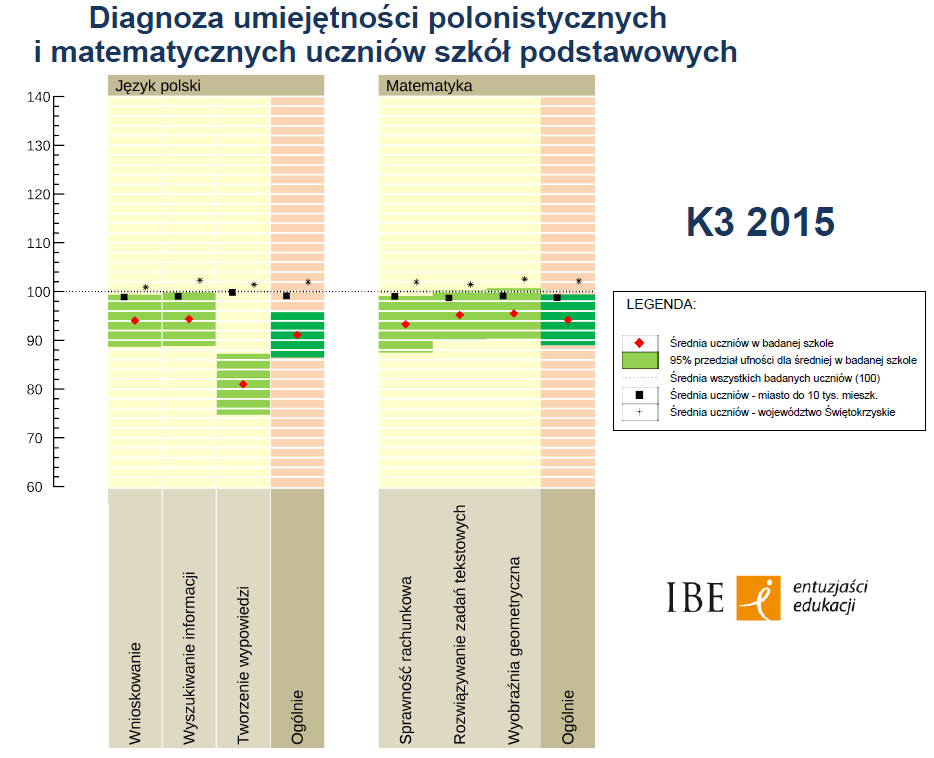 Diagnoza umiejętności polonistycznych
i matematycznych uczniów szkół podstawowych
Język polski
Matematyka
140
130
120
110
100
90
80
70
60
K3 2015
LEGENDA:
Średnia uczniów w badanej szkole
95% przedział ufności dla średniej w badanej szkole
Średnia wszystkich badanych uczniów (100)
Średnia uczniów - miasto do 10 tys. mieszk.
Średnia uczniów - województwo Świętokrzyskie
Wnioskowanie
Wyszukiwanie informacji
Tworzenie wypowiedzi
Ogólnie
Sprawność rachunkowa
Rozwiązywanie zadań tekstowych
Wyobraźnia geometryczna
Ogólnie
IBE
entuzjaści
edukacji